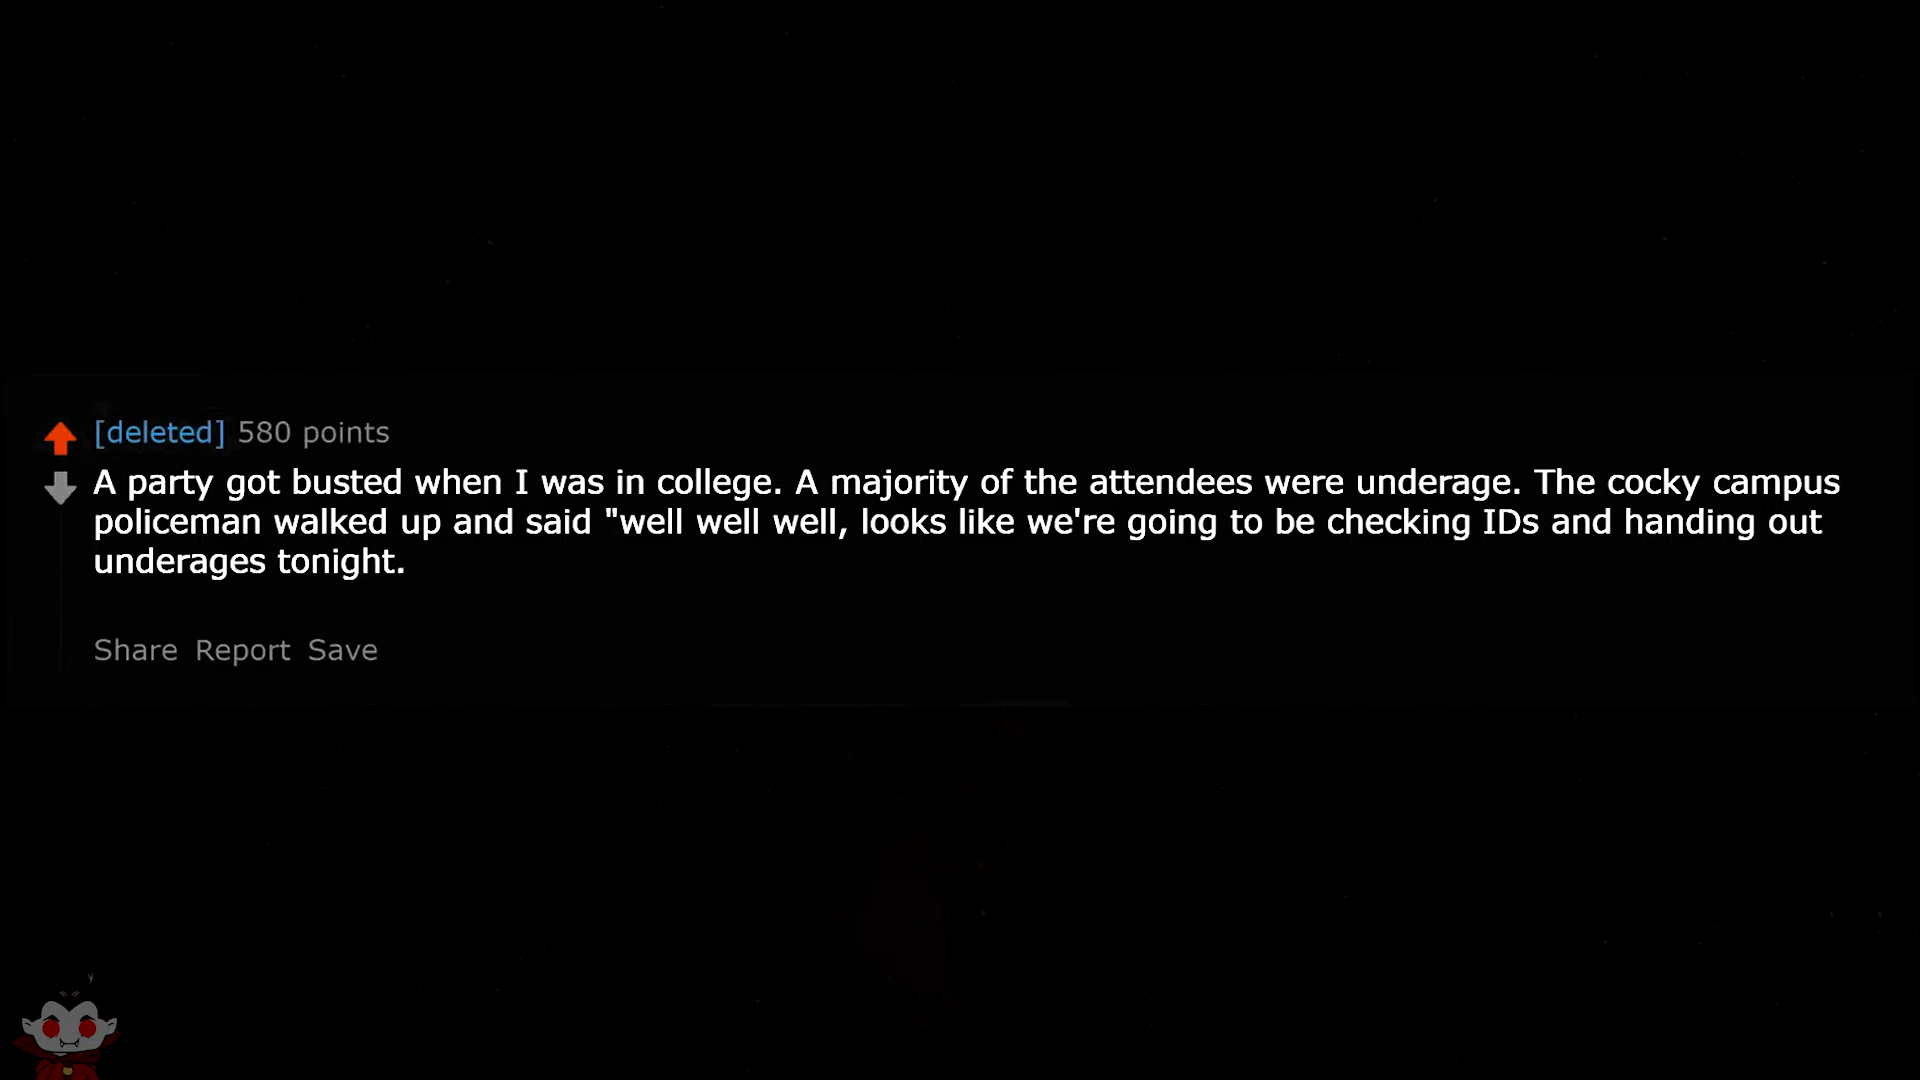 [deleted] 580 points
A party got busted when I was in college. A majority of the attendees were underage. The cocky campus
policeman walked up and said "well well well, looks like we're going to be checking IDs and handing out
underages tonight.
Share Report Save